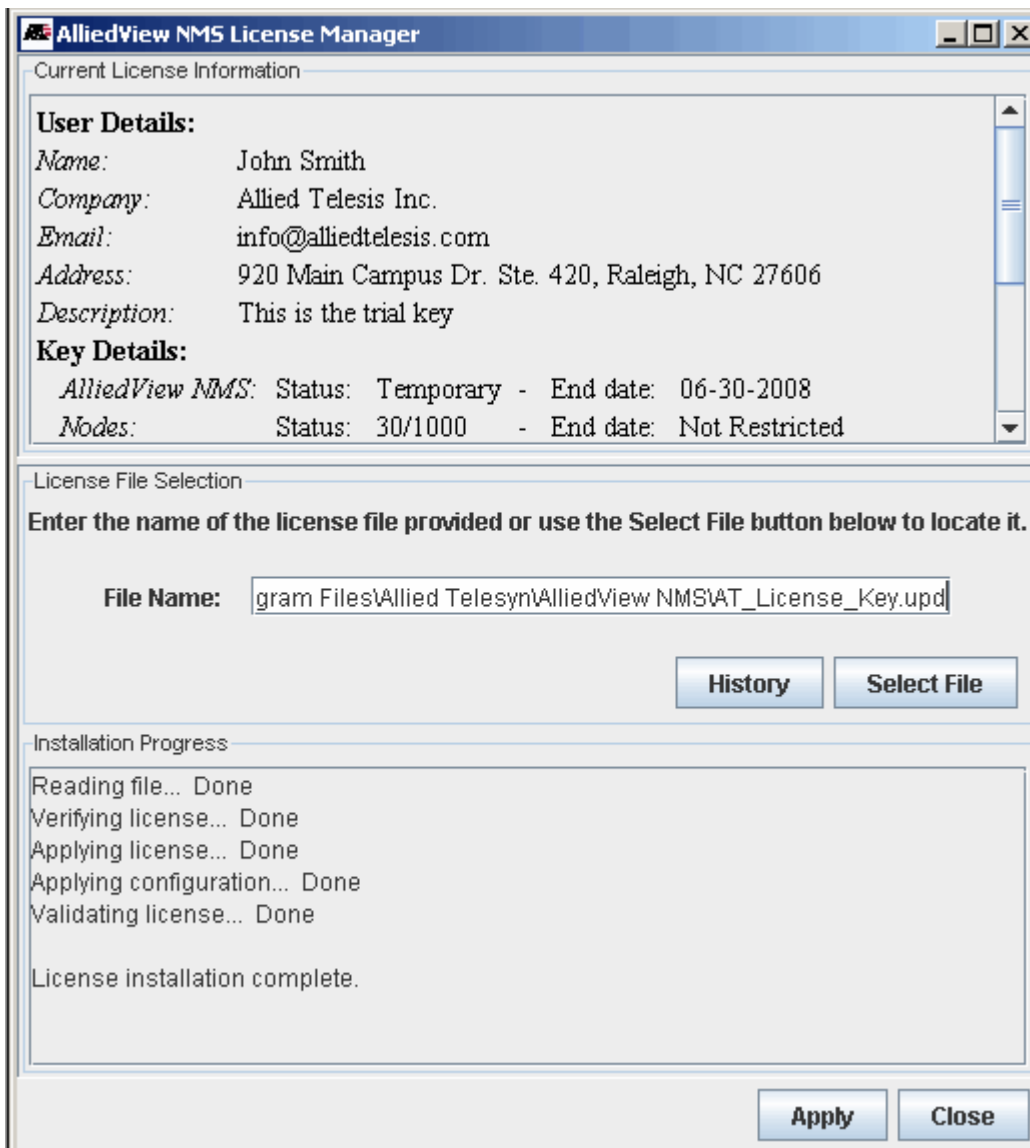 AlliedView NMS License Manager
Current License Information
User Details:
Name: John Smith
Company: Allied Telesis Inc.
Email: info@alliedtelesis.com
Address: 920 Main Campus Dr. Ste. 420, Raleigh, NC 27606
Description: This is the trial key
Key Details:
AlliedView NMS: Status: Temporary - End date: 06-30-2008
Nodes: Status: 30/1000 - End date: Not Restricted
License File Selection
Enter the name of the license file provided or use the Select File button below to locate it.
File Name: gram Files\Allied Telesyn\AlliedView NMS\AT_License_Key.upd
History Select File
Installation Progress
Reading file... Done
Verifying license... Done
Applying license... Done
Applying configuration... Done
Validating license... Done
License installation complete.
Apply Close